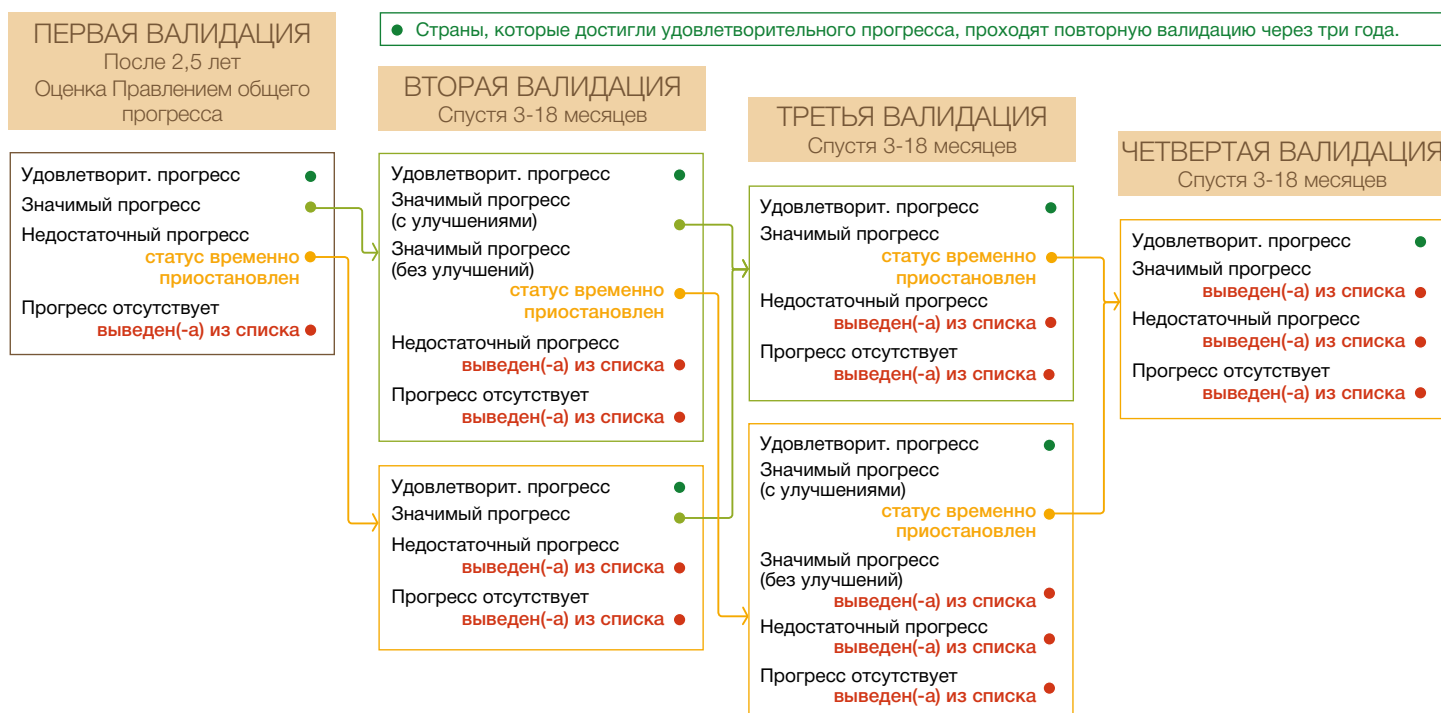 ПЕРВАЯ ВАЛИДАЦИЯ
После 2,5 лет
Оценка Правлением общего
прогресса
Удовлетворит. прогресс
Значимый прогресс
Недостаточный прогресс
статус временно
приостановлен
Прогресс отсутствует
выведен(-а) из списка
Страны, которые достигли удовлетворительного прогресса, проходят повторную валидацию через три года.
ВТОРАЯ ВАЛИДАЦИЯ
Спустя 3-18 месяцев
Удовлетворит. прогресс
Значимый прогресс
(с улучшениями)
Значимый прогресс
(без улучшений)
статус временно
приостановлен
Недостаточный прогресс
выведен(-а) из списка
Прогресс отсутствует
выведен(-а) из списка
Удовлетворит. прогресс
Значимый прогресс
Недостаточный прогресс
выведен(-а) из списка
Прогресс отсутствует
выведен(-а) из списка
ТРЕТЬЯ ВАЛИДАЦИЯ
Спустя 3-18 месяцев
Удовлетворит. прогресс
Значимый прогресс
статус временно
приостановлен
Недостаточный прогресс
выведен(-а) из списка
Прогресс отсутствует
выведен(-а) из списка
Удовлетворит. прогресс
Значимый прогресс
(с улучшениями)
статус временно
приостановлен
Значимый прогресс
(без улучшений)
выведен(-а) из списка
Недостаточный прогресс
выведен(-а) из списка
Прогресс отсутствует
выведен(-а) из списка
ЧЕТВЕРТАЯ ВАЛИДАЦИЯ
Спустя 3-18 месяцев
Удовлетворит. прогресс
Значимый прогресс
выведен(-а) из списка
Недостаточный прогресс
выведен(-а) из списка
Прогресс отсутствует
выведен(-а) из списка